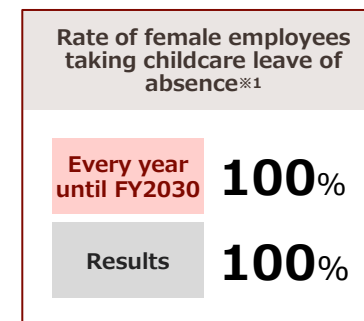 Rate of female employees
taking childcare leave of
absence※1
Every year
until FY2030
100%
Results
100%